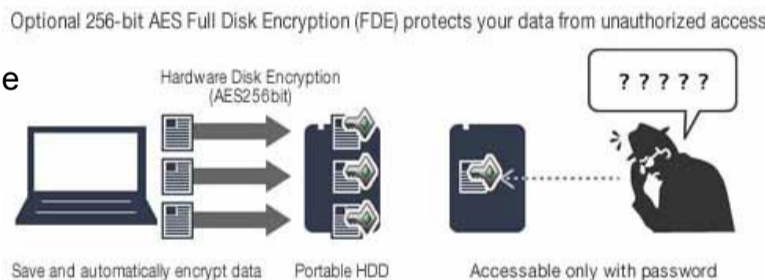 Optional 256-bit AES Full Disk Encryption (FDE) protects your data from unauthorized access
e
Hardware Disk Encryption
(AES256bit)
? ? ? ? ?
Save and automatically encrypt data
Portable HDD
Accessable only with password